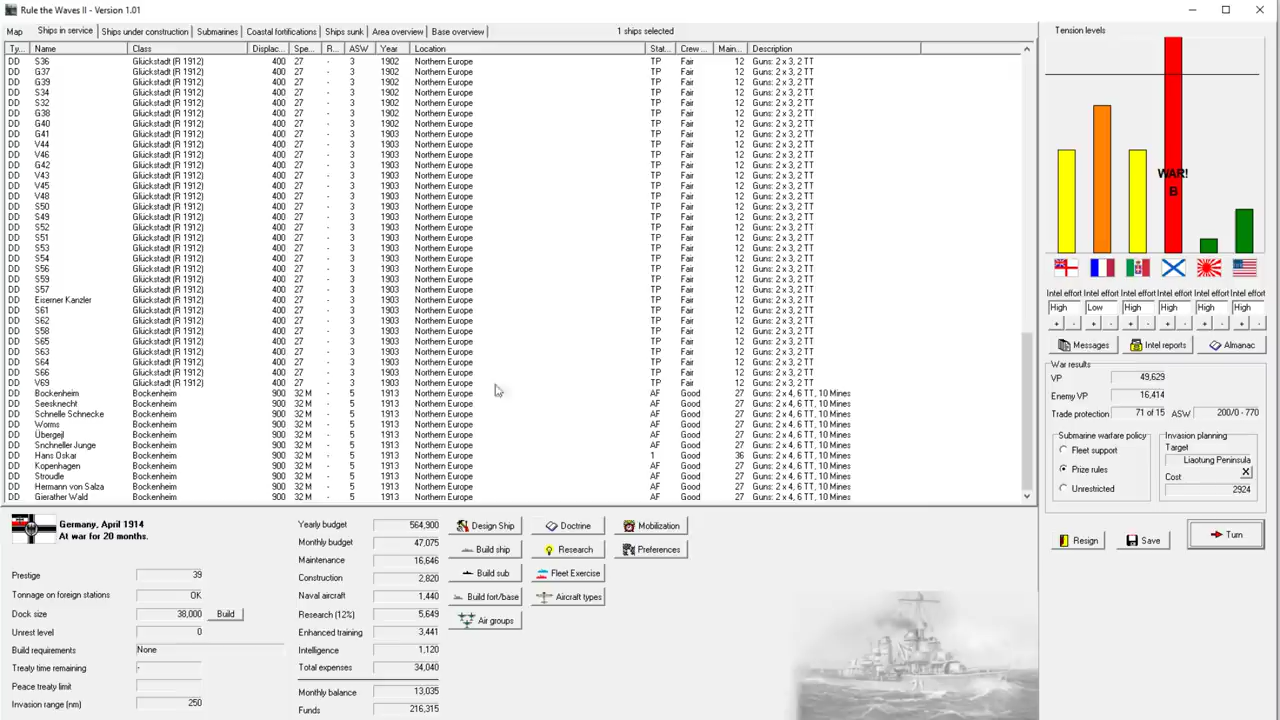 Rule the Waves II - Version 1.01
Map Ships in service Ships under construction Submarines Coastal fortifications Ships sunk Area overview Base overview 1 ships selected
Ty... Name Class Displac... Spe... R... ASW Year Location Stat... Crew ... Main... Description
DD S36 Glückstadt (R 1912) 400 27 - 3 1902 Northern Europe TP Fair 12 Guns: 2 x 3, 2 TT
DD G37 Glückstadt (R 1912) 400 27 - 3 1902 Northern Europe TP Fair 12 Guns: 2 x 3, 2 TT
DD G39 Glückstadt (R 1912) 400 27 - 3 1902 Northern Europe TP Fair 12 Guns: 2 x 3, 2 TT
DD S34 Glückstadt (R 1912) 400 27 - 3 1902 Northern Europe TP Fair 12 Guns: 2 x 3, 2 TT
DD S32 Glückstadt (R 1912) 400 27 - 3 1902 Northern Europe TP Fair 12 Guns: 2 x 3, 2 TT
DD G38 Glückstadt (R 1912) 400 27 - 3 1902 Northern Europe TP Fair 12 Guns: 2 x 3, 2 TT
DD G40 Glückstadt (R 1912) 400 27 - 3 1902 Northern Europe TP Fair 12 Guns: 2 x 3, 2 TT
DD G41 Glückstadt (R 1912) 400 27 - 3 1903 Northern Europe TP Fair 12 Guns: 2 x 3, 2 TT
DD V44 Glückstadt (R 1912) 400 27 - 3 1903 Northern Europe TP Fair 12 Guns: 2 x 3, 2 TT
DD V46 Glückstadt (R 1912) 400 27 - 3 1903 Northern Europe TP Fair 12 Guns: 2 x 3, 2 TT
DD G42 Glückstadt (R 1912) 400 27 - 3 1903 Northern Europe TP Fair 12 Guns: 2 x 3, 2 TT
DD V43 Glückstadt (R 1912) 400 27 - 3 1903 Northern Europe TP Fair 12 Guns: 2 x 3, 2 TT
DD V45 Glückstadt (R 1912) 400 27 - 3 1903 Northern Europe TP Fair 12 Guns: 2 x 3, 2 TT
DD V48 Glückstadt (R 1912) 400 27 - 3 1903 Northern Europe TP Fair 12 Guns: 2 x 3, 2 TT
DD S50 Glückstadt (R 1912) 400 27 - 3 1903 Northern Europe TP Fair 12 Guns: 2 x 3, 2 TT
DD S49 Glückstadt (R 1912) 400 27 - 3 1903 Northern Europe TP Fair 12 Guns: 2 x 3, 2 TT
DD S52 Glückstadt (R 1912) 400 27 - 3 1903 Northern Europe TP Fair 12 Guns: 2 x 3, 2 TT
DD S51 Glückstadt (R 1912) 400 27 - 3 1903 Northern Europe TP Fair 12 Guns: 2 x 3, 2 TT
DD S53 Glückstadt (R 1912) 400 27 - 3 1903 Northern Europe TP Fair 12 Guns: 2 x 3, 2 TT
DD S54 Glückstadt (R 1912) 400 27 - 3 1903 Northern Europe TP Fair 12 Guns: 2 x 3, 2 TT
DD S56 Glückstadt (R 1912) 400 27 - 3 1903 Northern Europe TP Fair 12 Guns: 2 x 3, 2 TT
DD S59 Glückstadt (R 1912) 400 27 - 3 1903 Northern Europe TP Fair 12 Guns: 2 x 3, 2 TT
DD S57 Glückstadt (R 1912) 400 27 - 3 1903 Northern Europe TP Fair 12 Guns: 2 x 3, 2 TT
DD Eiserner Kanzler Glückstadt (R 1912) 400 27 - 3 1903 Northern Europe TP Fair 12 Guns: 2 x 3, 2 TT
DD S61 Glückstadt (R 1912) 400 27 - 3 1903 Northern Europe TP Fair 12 Guns: 2 x 3, 2 TT
DD S62 Glückstadt (R 1912) 400 27 - 3 1903 Northern Europe TP Fair 12 Guns: 2 x 3, 2 TT
DD S58 Glückstadt (R 1912) 400 27 - 3 1903 Northern Europe TP Fair 12 Guns: 2 x 3, 2 TT
DD S65 Glückstadt (R 1912) 400 27 - 3 1903 Northern Europe TP Fair 12 Guns: 2 x 3, 2 TT
DD S63 Glückstadt (R 1912) 400 27 - 3 1903 Northern Europe TP Fair 12 Guns: 2 x 3, 2 TT
DD S64 Glückstadt (R 1912) 400 27 - 3 1903 Northern Europe TP Fair 12 Guns: 2 x 3, 2 TT
DD S66 Glückstadt (R 1912) 400 27 - 3 1903 Northern Europe TP Fair 12 Guns: 2 x 3, 2 TT
DD V69 Glückstadt (R 1912) 400 27 - 3 1903 Northern Europe TP Fair 12 Guns: 2 x 3, 2 TT
DD Bockenheim Bockenheim 900 32 M - 5 1913 Northern Europe AF Good 27 Guns: 2 x 4, 6 TT, 10 Mines
DD Seesknecht Bockenheim 900 32 M - 5 1913 Northern Europe AF Good 27 Guns: 2 x 4, 6 TT, 10 Mines
DD Schnelle Schnecke Bockenheim 900 32 M - 5 1913 Northern Europe AF Good 27 Guns: 2 x 4, 6 TT, 10 Mines
DD Worms Bockenheim 900 32 M - 5 1913 Northern Europe AF Good 27 Guns: 2 x 4, 6 TT, 10 Mines
DD Übergejl Bockenheim 900 32 M - 5 1913 Northern Europe AF Good 27 Guns: 2 x 4, 6 TT, 10 Mines
DD Snchneller Junge Bockenheim 900 32 M - 5 1913 Northern Europe AF Good 27 Guns: 2 x 4, 6 TT, 10 Mines
DD Hans Oskar Bockenheim 900 32 M - 5 1913 Northern Europe 1 Good 36 Guns: 2 x 4, 6 TT, 10 Mines
DD Kopenhagen Bockenheim 900 32 M - 5 1913 Northern Europe AF Good 27 Guns: 2 x 4, 6 TT, 10 Mines
DD Stroudle Bockenheim 900 32 M - 5 1913 Northern Europe AF Good 27 Guns: 2 x 4, 6 TT, 10 Mines
DD Hermann von Salza Bockenheim 900 32 M - 5 1913 Northern Europe AF Good 27 Guns: 2 x 4, 6 TT, 10 Mines
DD Gierather Wald Bockenheim 900 32 M - 5 1913 Northern Europe AF Good 27 Guns: 2 x 4, 6 TT, 10 Mines
Germany, April 1914
At war for 20 months.
Prestige 39
Tonnage on foreign stations OK
Dock size 38,000 Build
Unrest level 0
Build requirements None
Treaty time remaining -
Peace treaty limit
Invasion range (nm) 250
Yearly budget 564,900
Monthly budget 47,075
Maintenance 16,646
Construction 2,820
Naval aircraft 1,440
Research (12%) 5,649
Enhanced training 3,441
Intelligence 1,120
Total expenses 34,040
Monthly balance 13,035
Funds 216,315
Design Ship Doctrine Mobilization
Build ship Research Preferences
Build sub Fleet Exercise
Build fort/base Aircraft types
Air groups
Tension levels
WAR!
B
Intel effort Intel effort Intel effort Intel effort Intel effort Intel effort
High Low High High High High
+ - + - + - + - + - + -
Messages Intel reports Almanac
War results
VP 49,629
Enemy VP 16,414
Trade protection 71 of 15 ASW 200/0 - 770
Submarine warfare policy
Fleet support
Prize rules
Unrestricted
Invasion planning
Target
Liaotung Peninsula
Cost X
2924
Resign Save Turn